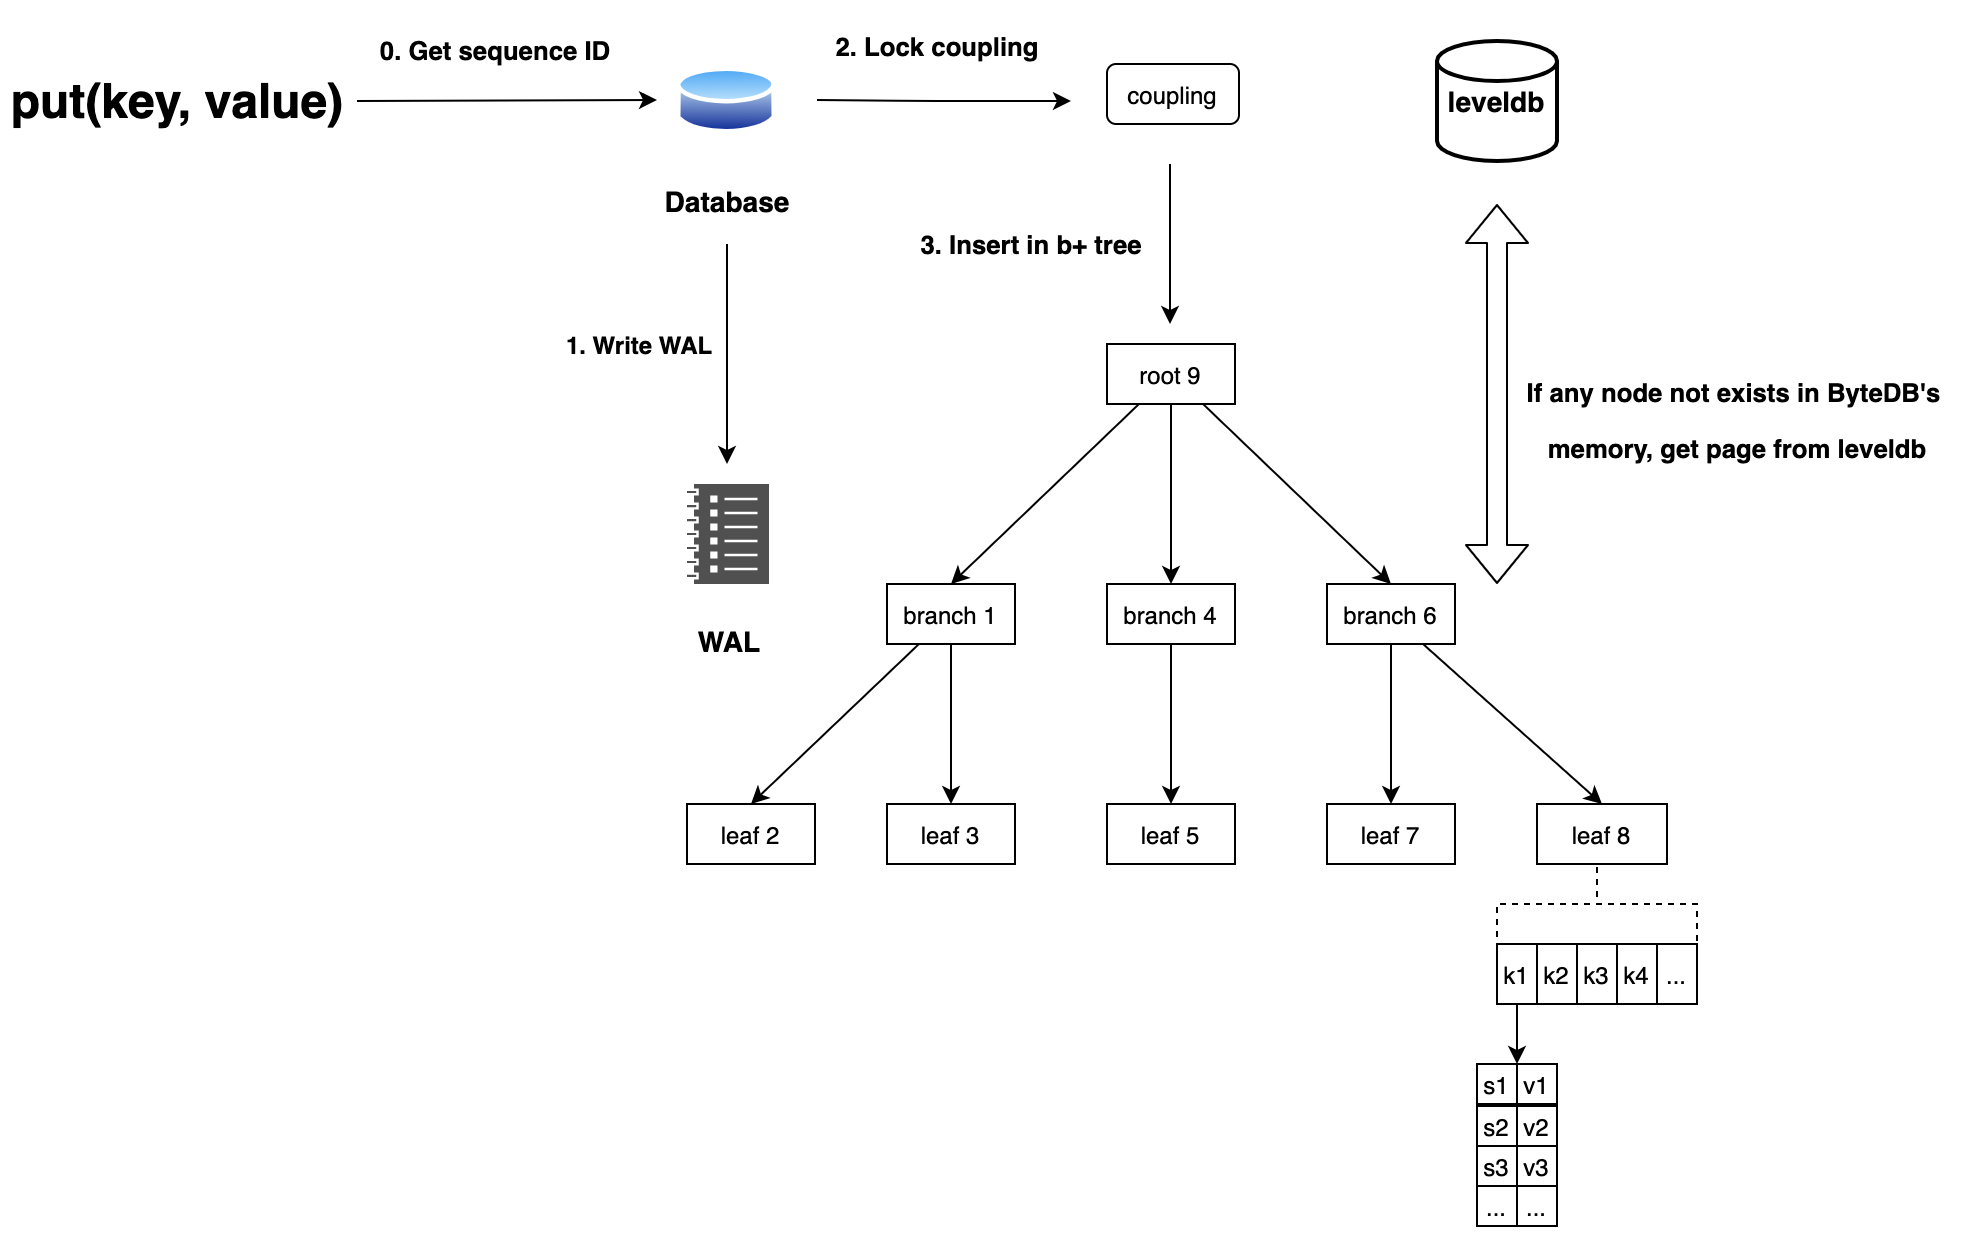 0. Get sequence ID
2. Lock coupling
put(key, value)
coupling
leveldb
Database
3. Insert in b+ tree
1. Write WAL
root 9
If any node not exists in ByteDB's
memory, get page from leveldb
WAL
branch 1
branch 4
branch 6
leaf 2
leaf 3
leaf 5
leaf 7
leaf 8
k1 k2 k3 k4 ...
s1 v1
s2 v2
s3 v3
... ...